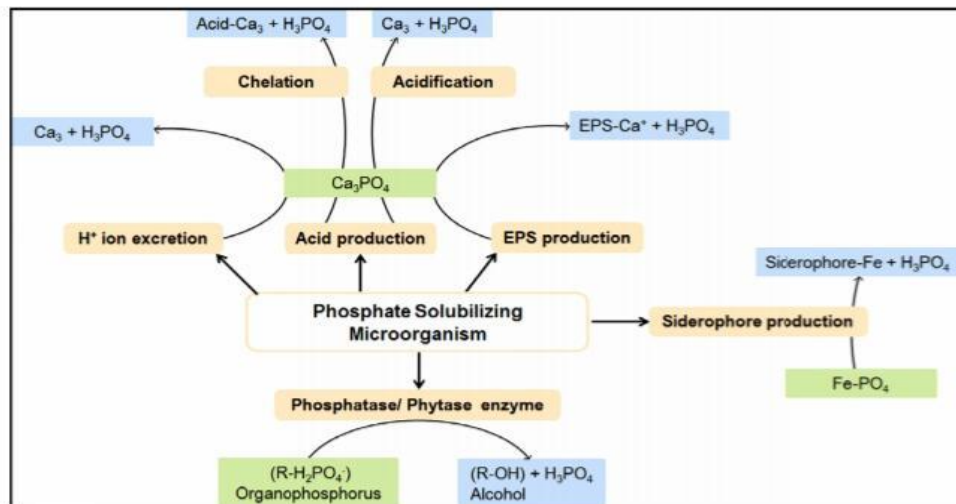 Acid-Ca₃ + H₃PO₄
Ca₃ + H₃PO₄
Chelation
Acidification
Ca₃ + H₃PO₄
EPS-Ca⁺ + H₃PO₄
Ca₃PO₄
H⁺ ion excretion
Acid production
EPS production
Siderophore-Fe + H₃PO₄
Phosphate Solubilizing
Microorganism
Siderophore production
Fe-PO₄
Phosphatase/ Phytase enzyme
(R-H₂PO₄⁻)
Organophosphorus
(R-OH) + H₃PO₄
Alcohol